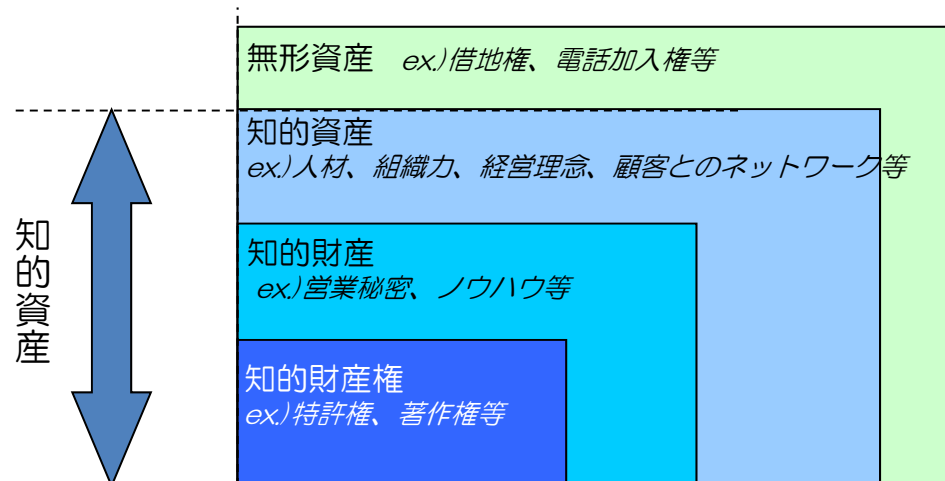 無形資産 ex.)借地権、電話加入権等
知的資産
ex.)人材、組織力、経営理念、顧客とのネットワーク等
知的財産
ex.)営業秘密、ノウハウ等
知的財産権
ex.)特許権、著作権等
知的資産